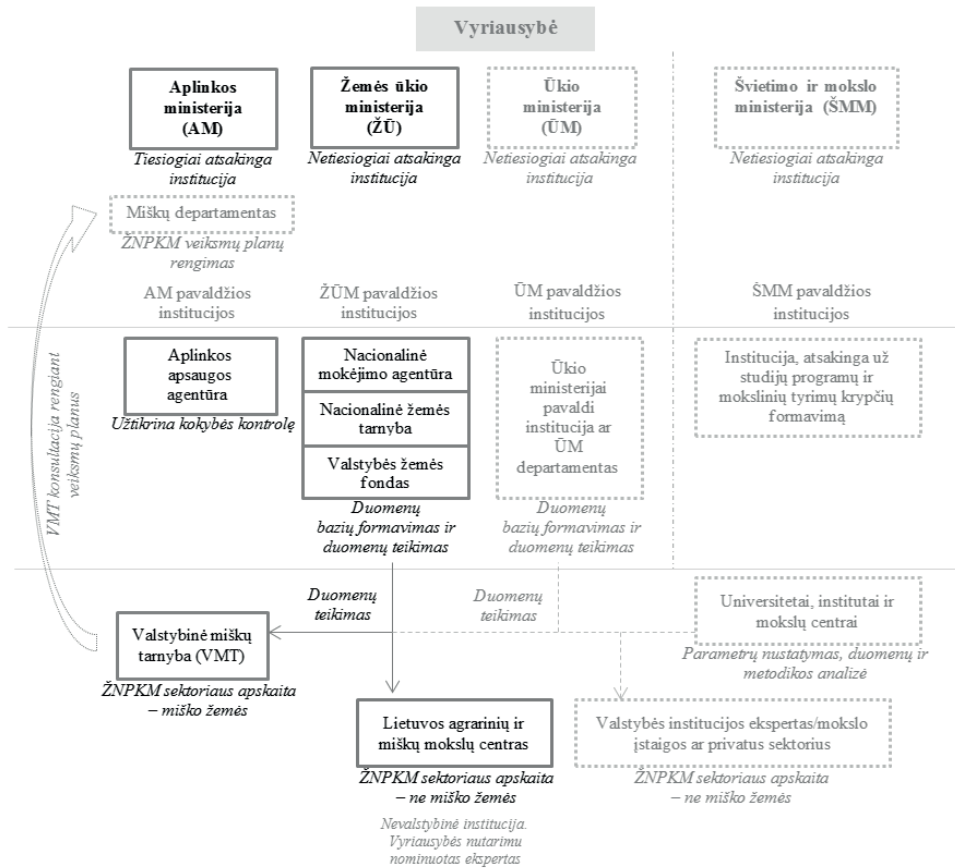 Vyriausybė
Aplinkos
ministerija
(AM)
Tiesiogiai atsakinga
institucija
Žemės ūkio
ministerija
(ŽŪ)
Netiesiogiai atsakinga
institucija
Ūkio
ministerija
(ŪM)
Netiesiogiai atsakinga
institucija
Švietimo ir mokslo
ministerija (ŠMM)
Netiesiogiai atsakinga
institucija
Miškų departamentas
ŽNPKM veiksmų planų
rengimas
AM pavaldžios
institucijos
ŽŪM pavaldžios
institucijos
ŪM pavaldžios
institucijos
ŠMM pavaldžios
institucijos
VMT konsultacija rengiant
veiksmų planus
Aplinkos
apsaugos
agentūra
Užtikrina kokybės kontrolę
Nacionalinė
mokėjimo agentūra
Nacionalinė žemės
tarnyba
Valstybės žemės
fondas
Duomenų
bazių formavimas ir
duomenų teikimas
Ūkio
ministerijai
pavaldi
institucija ar
ŪM
departamentas
Duomenų
bazių formavimas ir
duomenų teikimas
Institucija, atsakinga už
studijų programų ir
mokslinių tyrimų krypčių
formavimą
Duomenų
teikimas
Duomenų
teikimas
Universitetai, institutai ir
mokslų centrai
Parametrų nustatymas, duomenų ir
metodikos analizė
Valstybinė miškų
tarnyba (VMT)
ŽNPKM sektoriaus apskaita
– miško žemės
Lietuvos agrarinių ir
miškų mokslų centras
ŽNPKM sektoriaus apskaita
– ne miško žemės
Nevalstybinė institucija.
Vyriausybės nutarimu
nominuotas ekspertas
Valstybės institucijos ekspertas/mokslo
įstaigos ar privatus sektorius
ŽNPKM sektoriaus apskaita
– ne miško žemės